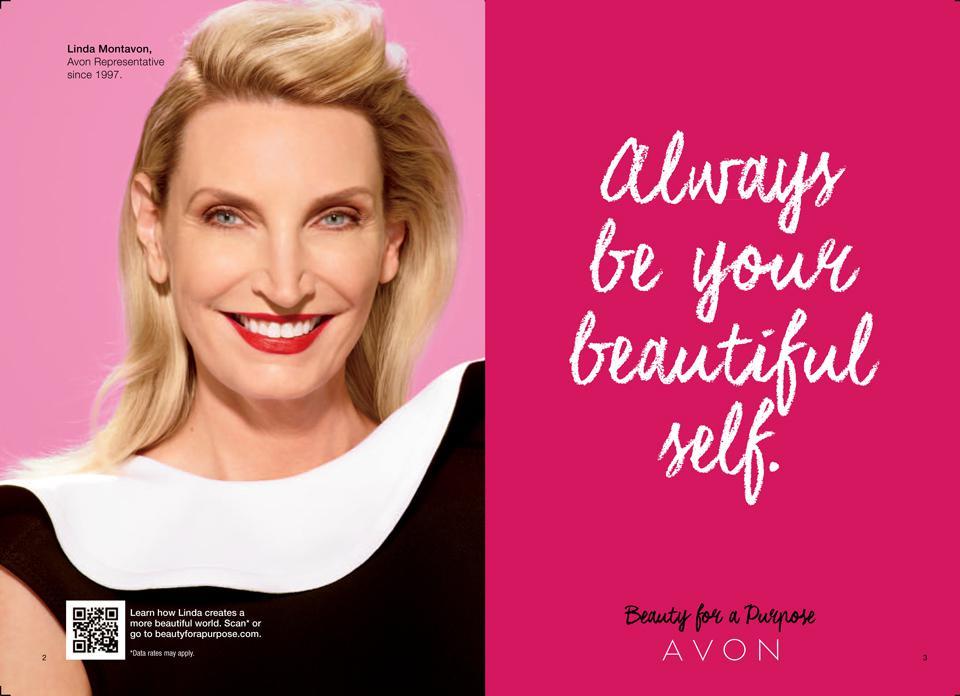 Linda Montavon,
Avon Representative
since 1997.
Learn how Linda creates a
more beautiful world. Scan* or
go to beautyforapurpose.com.
*Data rates may apply.
2
Always
be your
beautiful
self.
Beauty for a Purpose
AVON
3